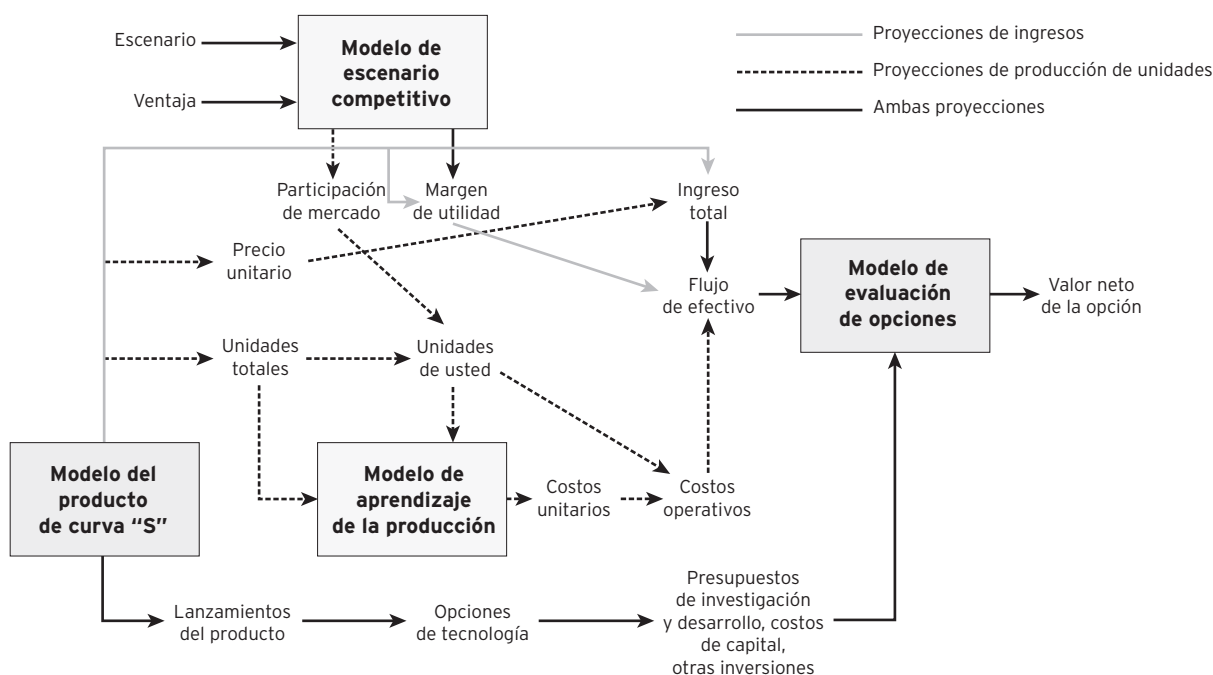 Escenario
Ventaja
Modelo de
escenario
competitivo
Proyecciones de ingresos
Proyecciones de producción de unidades
Ambas proyecciones
Participación
de mercado
Margen
de utilidad
Ingreso
total
Precio
unitario
Flujo
de efectivo
Modelo de
evaluación
de opciones
Valor neto
de la opción
Unidades
totales
Unidades
de usted
Modelo del
producto
de curva “S”
Modelo de
aprendizaje
de la producción
Costos
unitarios
Costos
operativos
Lanzamientos
del producto
Opciones
de tecnología
Presupuestos
de investigación
y desarrollo, costos
de capital,
otras inversiones